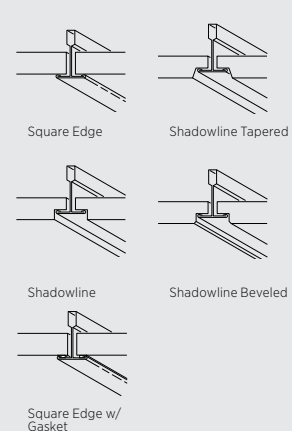 Square Edge
Shadowline Tapered
Shadowline
Shadowline Beveled
Square Edge w/
Gasket